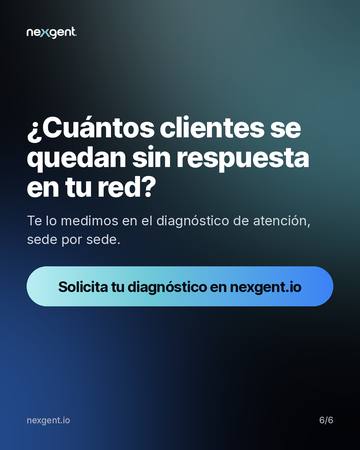 nexgent
¿Cuántos clientes se
quedan sin respuesta
en tu red?
Te lo medimos en el diagnóstico de atención,
sede por sede.
Solicita tu diagnóstico en nexgent.io
nexgent.io
6/6